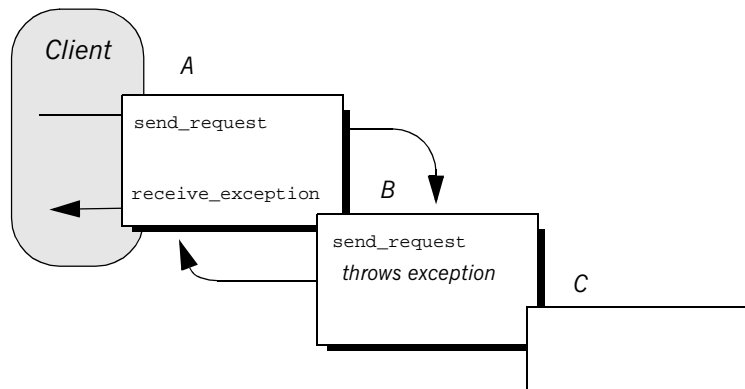 Client
A
send_request
receive_exception
B
send_request
throws exception
C